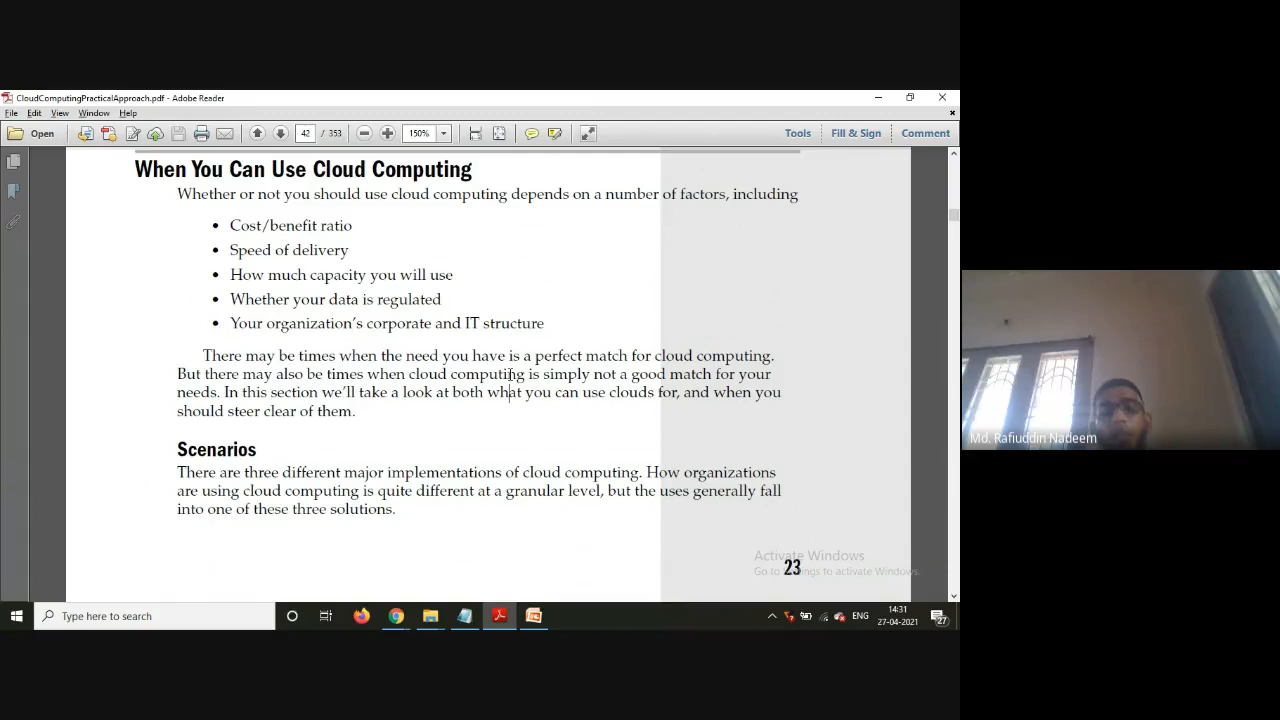 CloudComputingPracticalApproach.pdf - Adobe Reader
File Edit View Window Help
Open 42 / 353 150% Tools Fill & Sign Comment
When You Can Use Cloud Computing
Whether or not you should use cloud computing depends on a number of factors, including
• Cost/benefit ratio
• Speed of delivery
• How much capacity you will use
• Whether your data is regulated
• Your organization's corporate and IT structure
There may be times when the need you have is a perfect match for cloud computing.
But there may also be times when cloud computing is simply not a good match for your
needs. In this section we'll take a look at both what you can use clouds for, and when you
should steer clear of them.
Scenarios
There are three different major implementations of cloud computing. How organizations
are using cloud computing is quite different at a granular level, but the uses generally fall
into one of these three solutions.
Activate Windows
Go to Settings to activate Windows.
23
Md. Rafiuddin Nadeem
Type here to search
ENG
14:31
27-04-2021
27